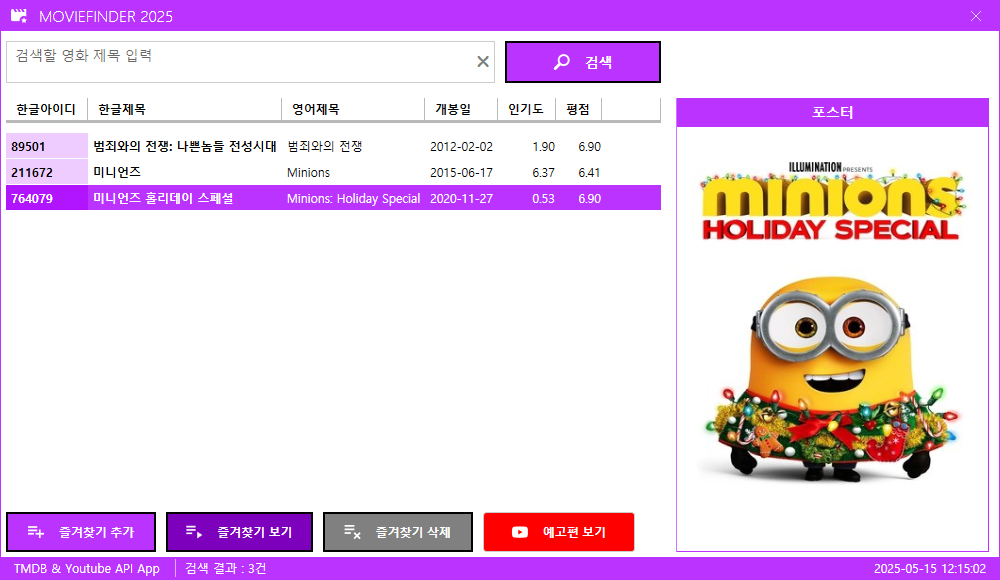 MOVIEFINDER 2025
검색할 영화 제목 입력
검색
한글아이디 한글제목 영어제목 개봉일 인기도 평점
89501 범죄와의 전쟁: 나쁜놈들 전성시대 범죄와의 전쟁 2012-02-02 1.90 6.90
211672 미니언즈 Minions 2015-06-17 6.37 6.41
764079 미니언즈 홀리데이 스페셜 Minions: Holiday Special 2020-11-27 0.53 6.90
포스터
ILLUMINATION PRESENTS
minions
HOLIDAY SPECIAL
즐겨찾기 추가 즐겨찾기 보기 즐겨찾기 삭제 예고편 보기
TMDB & Youtube API App 검색 결과 : 3건 2025-05-15 12:15:02